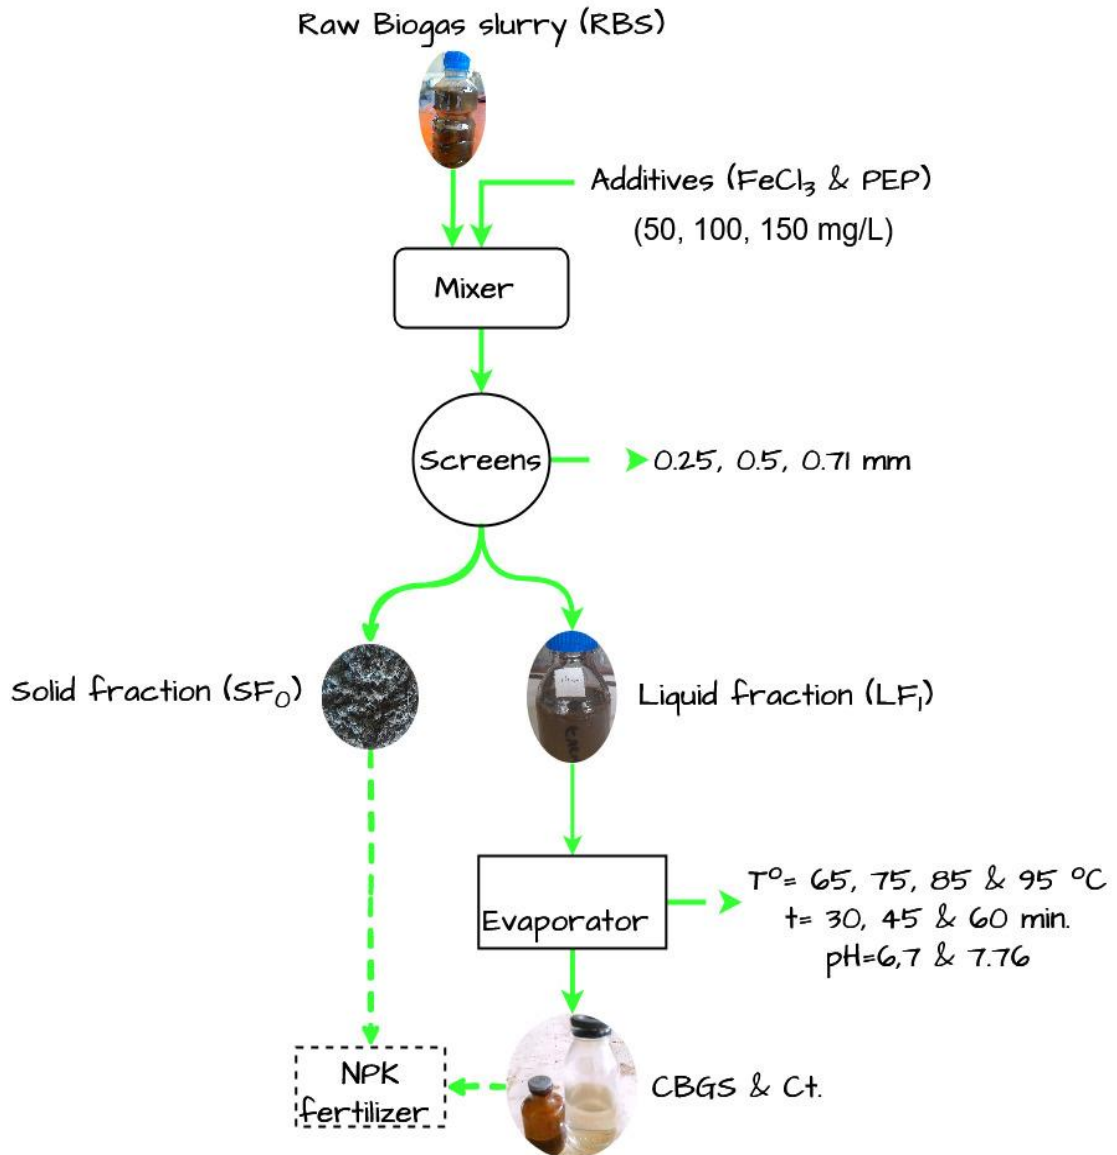 Raw Biogas slurry (RBS)
Additives (FeCl₃ & PEP)
(50, 100, 150 mg/L)
Mixer
Screens
0.25, 0.5, 0.71 mm
Solid fraction (SF₀)
Liquid fraction (LF₁)
Evaporator
T°= 65, 75, 85 & 95 °C
t= 30, 45 & 60 min.
pH=6,7 & 7.76
NPK
fertilizer
CBGS & Ct.